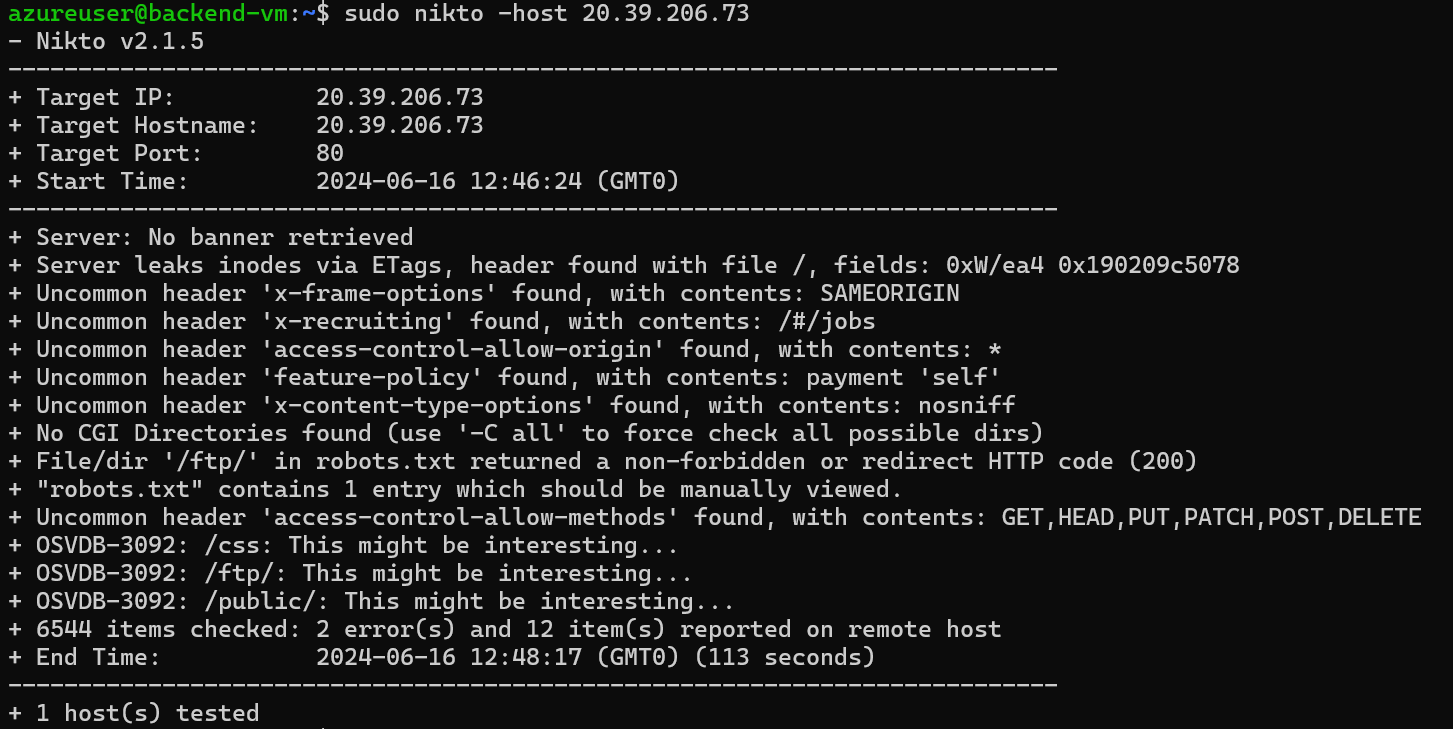 azureuser@backend-vm:~$ sudo nikto -host 20.39.206.73
- Nikto v2.1.5
---------------------------------------------------------------------------
+ Target IP:          20.39.206.73
+ Target Hostname:    20.39.206.73
+ Target Port:        80
+ Start Time:         2024-06-16 12:46:24 (GMT0)
---------------------------------------------------------------------------
+ Server: No banner retrieved
+ Server leaks inodes via ETags, header found with file /, fields: 0xW/ea4 0x190209c5078
+ Uncommon header 'x-frame-options' found, with contents: SAMEORIGIN
+ Uncommon header 'x-recruiting' found, with contents: /#/jobs
+ Uncommon header 'access-control-allow-origin' found, with contents: *
+ Uncommon header 'feature-policy' found, with contents: payment 'self'
+ Uncommon header 'x-content-type-options' found, with contents: nosniff
+ No CGI Directories found (use '-C all' to force check all possible dirs)
+ File/dir '/ftp/' in robots.txt returned a non-forbidden or redirect HTTP code (200)
+ "robots.txt" contains 1 entry which should be manually viewed.
+ Uncommon header 'access-control-allow-methods' found, with contents: GET,HEAD,PUT,PATCH,POST,DELETE
+ OSVDB-3092: /css: This might be interesting...
+ OSVDB-3092: /ftp/: This might be interesting...
+ OSVDB-3092: /public/: This might be interesting...
+ 6544 items checked: 2 error(s) and 12 item(s) reported on remote host
+ End Time:           2024-06-16 12:48:17 (GMT0) (113 seconds)
---------------------------------------------------------------------------
+ 1 host(s) tested